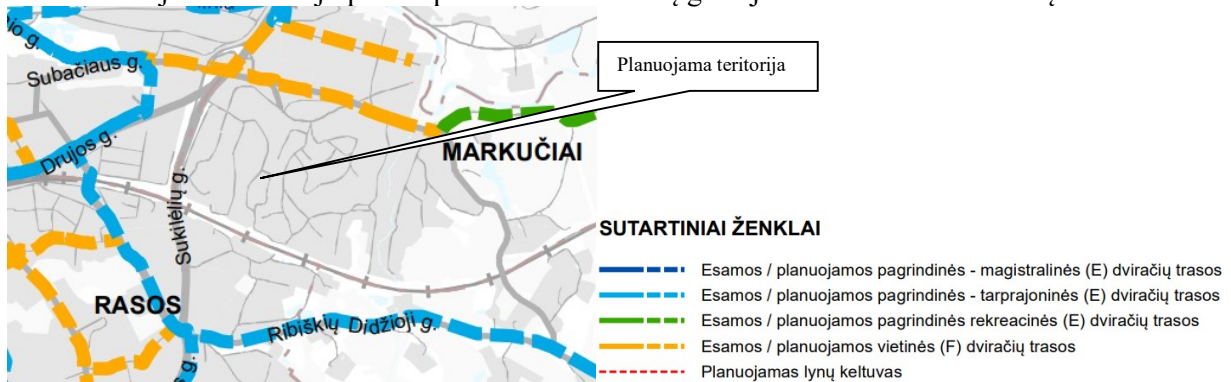 Subačiaus g.
Planuojama teritorija
Drujos g.
MARKUČIAI
Sukilėlių g.
RASOS
Ribiškių Didžioji g.
SUTARTINIAI ŽENKLAI
Esamos / planuojamos pagrindinės - magistralinės (E) dviračių trasos
Esamos / planuojamos pagrindinės - tarprajoninės (E) dviračių trasos
Esamos / planuojamos pagrindinės rekreacinės (E) dviračių trasos
Esamos / planuojamos vietinės (F) dviračių trasos
Planuojamas lynų keltuvas